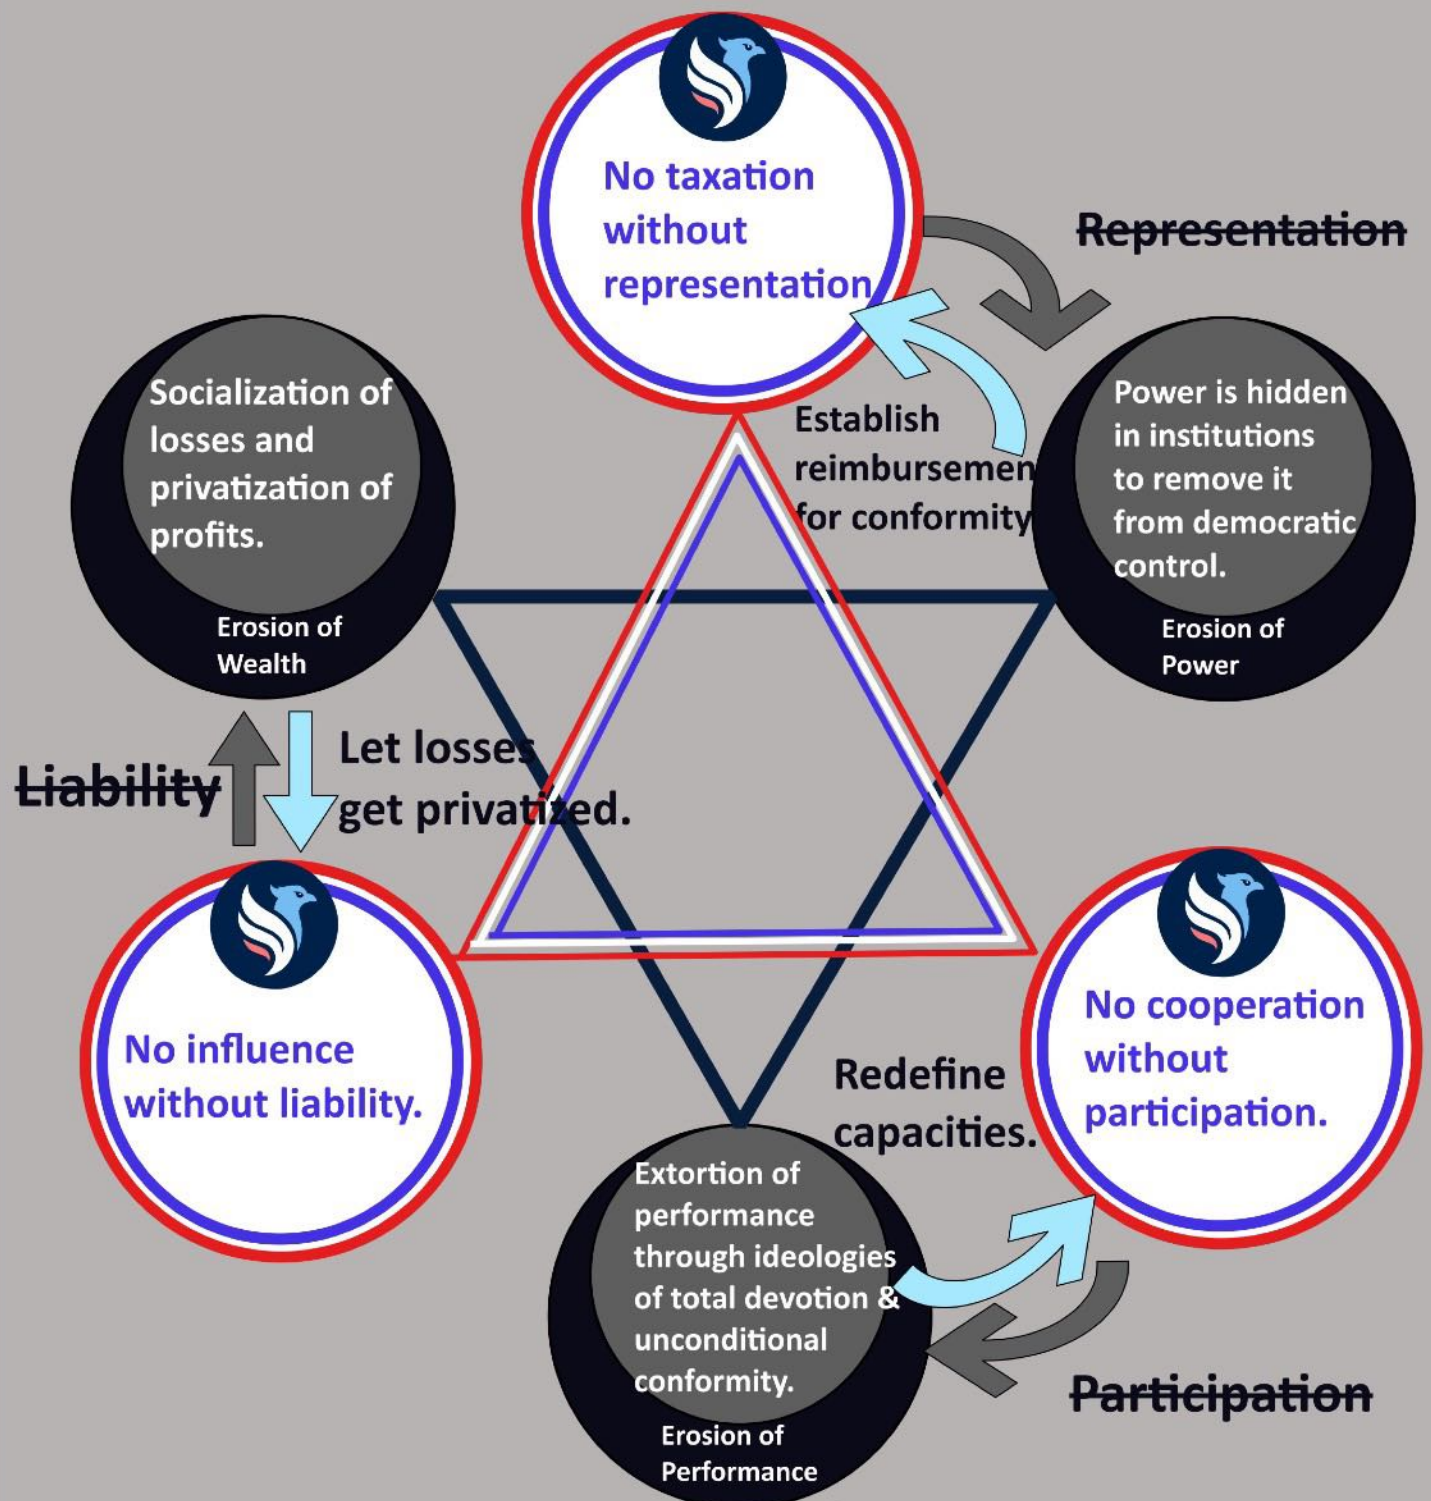 No taxation
without
representation
Representation
Establish
reimbursemen
for conformity
Power is hidden
in institutions
to remove it
from democratic
control.
Erosion of
Power
Socialization of
losses and
privatization of
profits.
Erosion of
Wealth
Liability
Let losses
get privatized.
No influence
without liability.
No cooperation
without
participation.
Redefine
capacities.
Extortion of
performance
through ideologies
of total devotion &
unconditional
conformity.
Erosion of
Performance
Participation